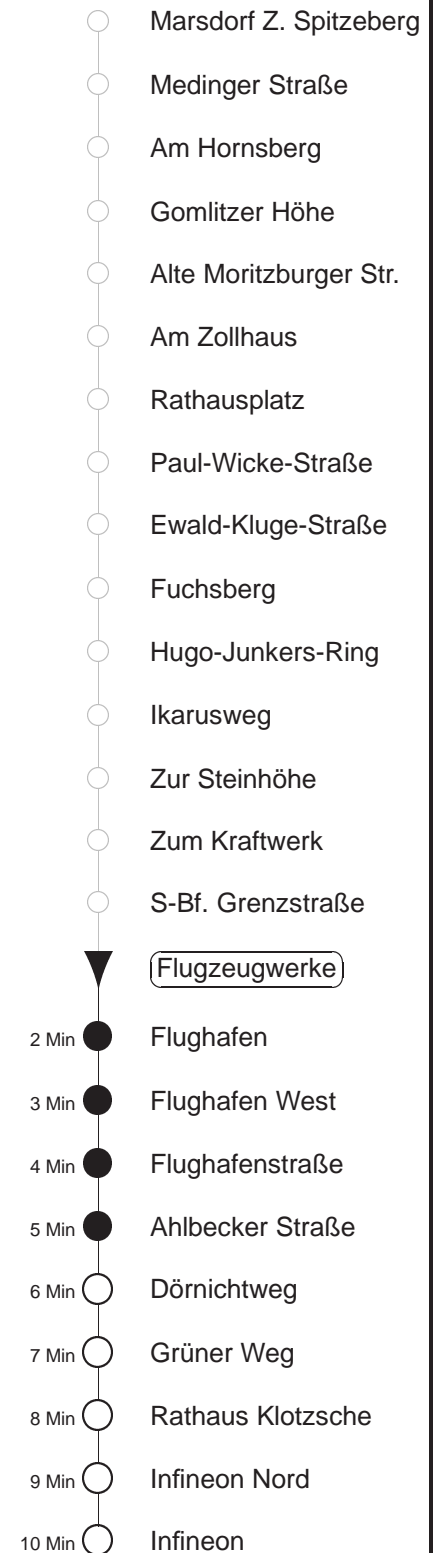 Marsdorf Z. Spitzeberg
Medinger Straße
Am Hornsberg
Gomlitzer Höhe
Alte Moritzburger Str.
Am Zollhaus
Rathausplatz
Paul-Wicke-Straße
Ewald-Kluge-Straße
Fuchsberg
Hugo-Junkers-Ring
Ikarusweg
Zur Steinhöhe
Zum Kraftwerk
S-Bf. Grenzstraße
Flugzeugwerke
2 Min Flughafen
3 Min Flughafen West
4 Min Flughafenstraße
5 Min Ahlbecker Straße
6 Min Dörnichtweg
7 Min Grüner Weg
8 Min Rathaus Klotzsche
9 Min Infineon Nord
10 Min Infineon